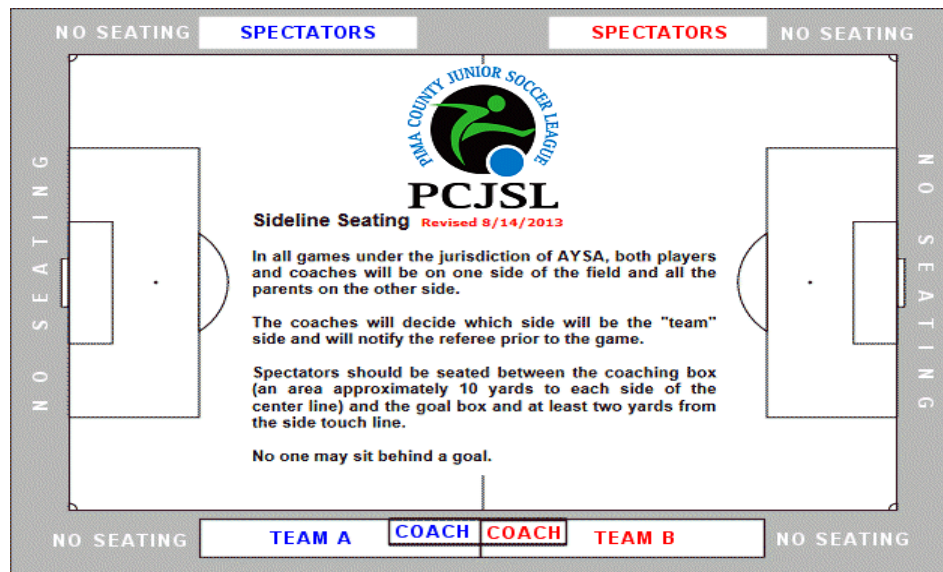 NO SEATING SPECTATORS SPECTATORS NO SEATING
PIMA COUNTY JUNIOR SOCCER LEAGUE
PCJSL
NO SEATING
NO SEATING
Sideline Seating Revised 8/14/2013
In all games under the jurisdiction of AYSA, both players
and coaches will be on one side of the field and all the
parents on the other side.
The coaches will decide which side will be the "team"
side and will notify the referee prior to the game.
Spectators should be seated between the coaching box
(an area approximately 10 yards to each side of the
center line) and the goal box and at least two yards from
the side touch line.
No one may sit behind a goal.
NO SEATING TEAM A COACH COACH TEAM B NO SEATING